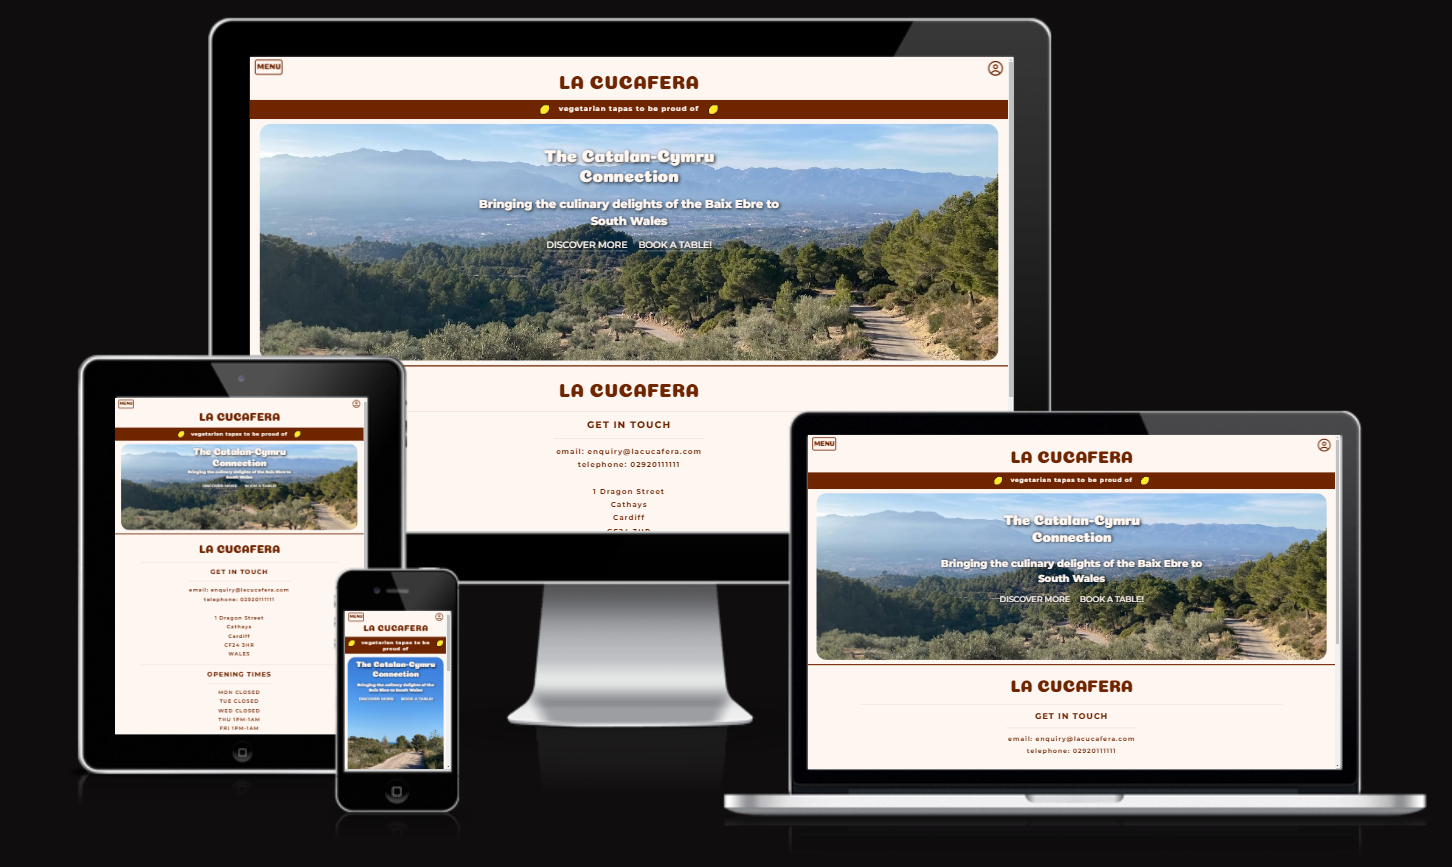 MENU
LA CUCAFERA
vegetarian tapas to be proud of
The Catalan-Cymru
Connection
Bringing the culinary delights of the Baix Ebre to
South Wales
DISCOVER MORE BOOK A TABLE!
LA CUCAFERA
GET IN TOUCH
email: enquiry@lacucafera.com
telephone: 02920111111
1 Dragon Street
Cathays
Cardiff
CF24 3HR
MENU
LA CUCAFERA
vegetarian tapas to be proud of
The Catalan-Cymru
Connection
Bringing the culinary delights of the Baix Ebre to
South Wales
DISCOVER MORE BOOK A TABLE!
LA CUCAFERA
GET IN TOUCH
email: enquiry@lacucafera.com
telephone: 02920111111
1 Dragon Street
Cathays
Cardiff
CF24 3HR
WALES
OPENING TIMES
MON CLOSED
TUE CLOSED
WED CLOSED
THU 1PM-1AM
FRI 1PM-1AM
MENU
LA CUCAFERA
vegetarian tapas to be
proud of
The Catalan-Cymru
Connection
Bringing the culinary delights of the
Baix Ebre to South Wales
DISCOVER MORE BOOK A TABLE!
MENU
LA CUCAFERA
vegetarian tapas to be proud of
The Catalan-Cymru
Connection
Bringing the culinary delights of the Baix Ebre to
South Wales
DISCOVER MORE BOOK A TABLE!
LA CUCAFERA
GET IN TOUCH
email: enquiry@lacucafera.com
telephone: 02920111111